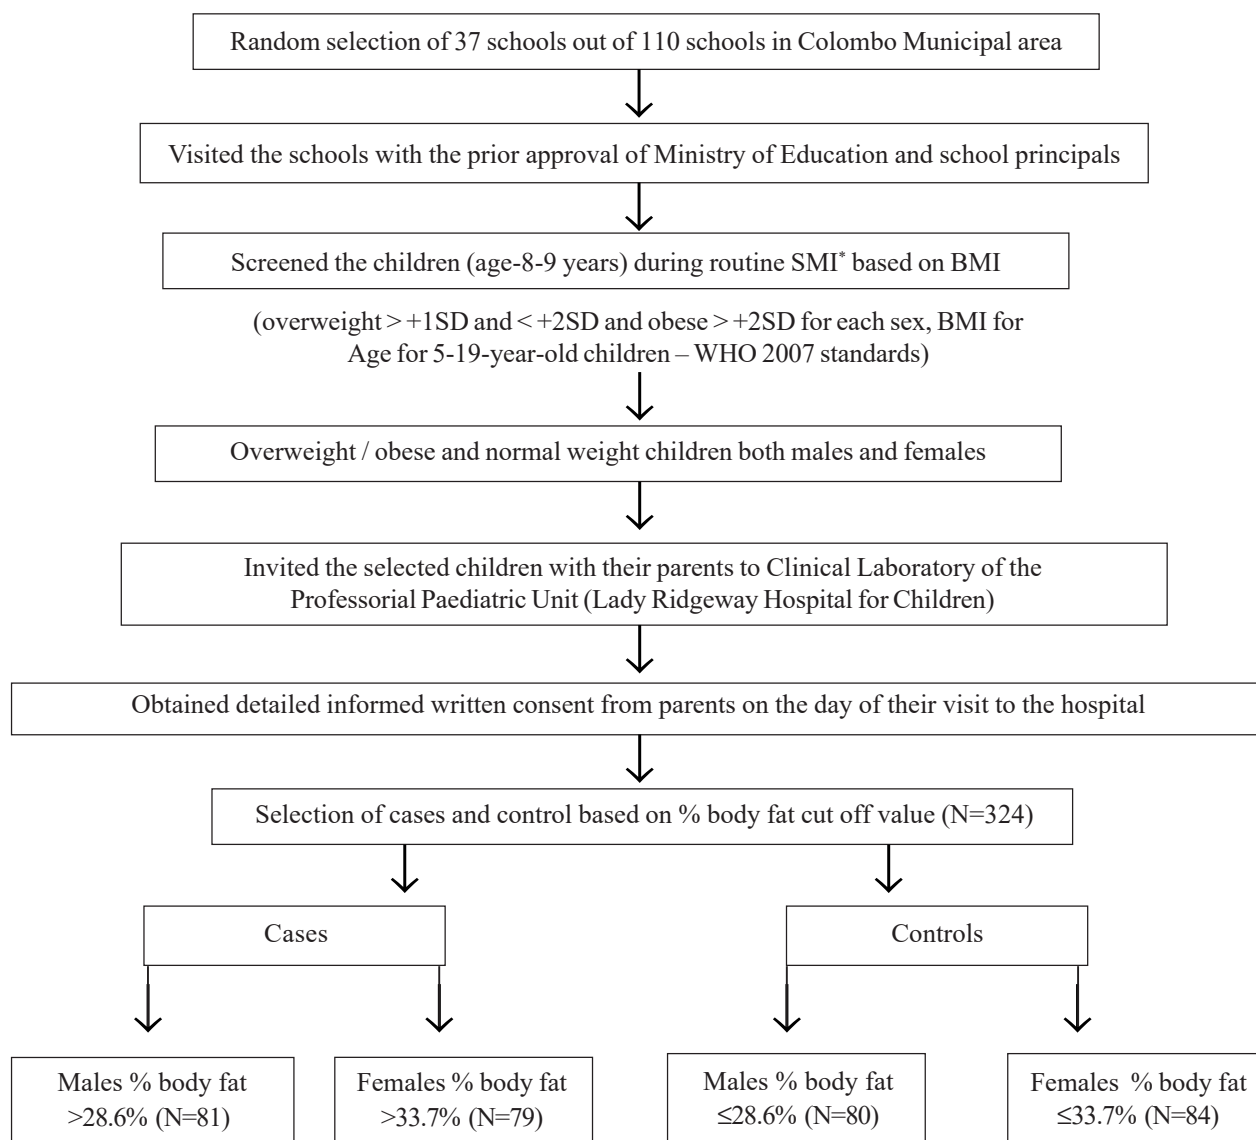 Random selection of 37 schools out of 110 schools in Colombo Municipal area
Visited the schools with the prior approval of Ministry of Education and school principals
Screened the children (age-8-9 years) during routine SMI* based on BMI
(overweight > +1SD and < +2SD and obese > +2SD for each sex, BMI for
Age for 5-19-year-old children – WHO 2007 standards)
Overweight / obese and normal weight children both males and females
Invited the selected children with their parents to Clinical Laboratory of the
Professorial Paediatric Unit (Lady Ridgeway Hospital for Children)
Obtained detailed informed written consent from parents on the day of their visit to the hospital
Selection of cases and control based on % body fat cut off value (N=324)
Cases
Controls
Males % body fat
>28.6% (N=81)
Females % body fat
>33.7% (N=79)
Males % body fat
≤28.6% (N=80)
Females % body fat
≤33.7% (N=84)